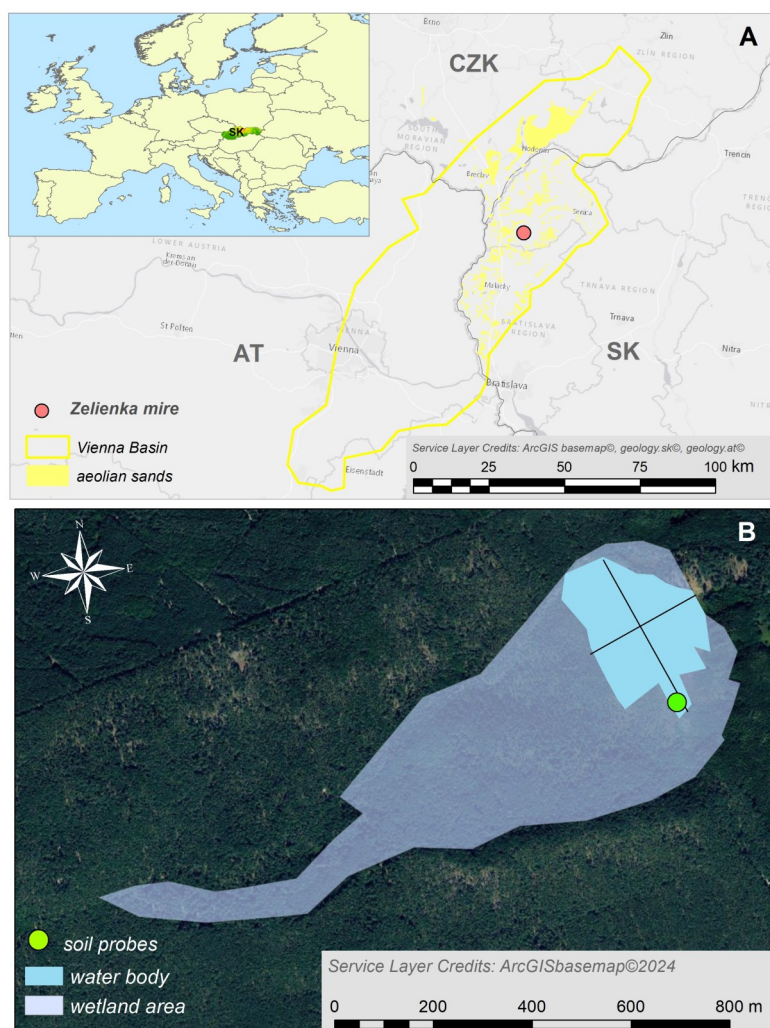 A
SK
CZK
Brno
Zlin
ZLÍN REGION
SOUTH
MORAVIAN
REGION
Hodonin
Breclav
Trencin
Senica
LOWER AUSTRIA
Krems an
der Donau
Malacky
TRNAVA REGION
St Polten
VIENNA
BRATISLAVA
REGION
Trnava
Vienna
AT
SK
Nitra
Bratislava
Zelienka mire
Vienna Basin
Eisenstadt
Service Layer Credits: ArcGIS basemap©, geology.sk©, geology.at©
aeolian sands
0 25 50 75 100 km
B
N
W E
S
soil probes
water body
Service Layer Credits: ArcGISbasemap©2024
wetland area
0 200 400 600 800 m